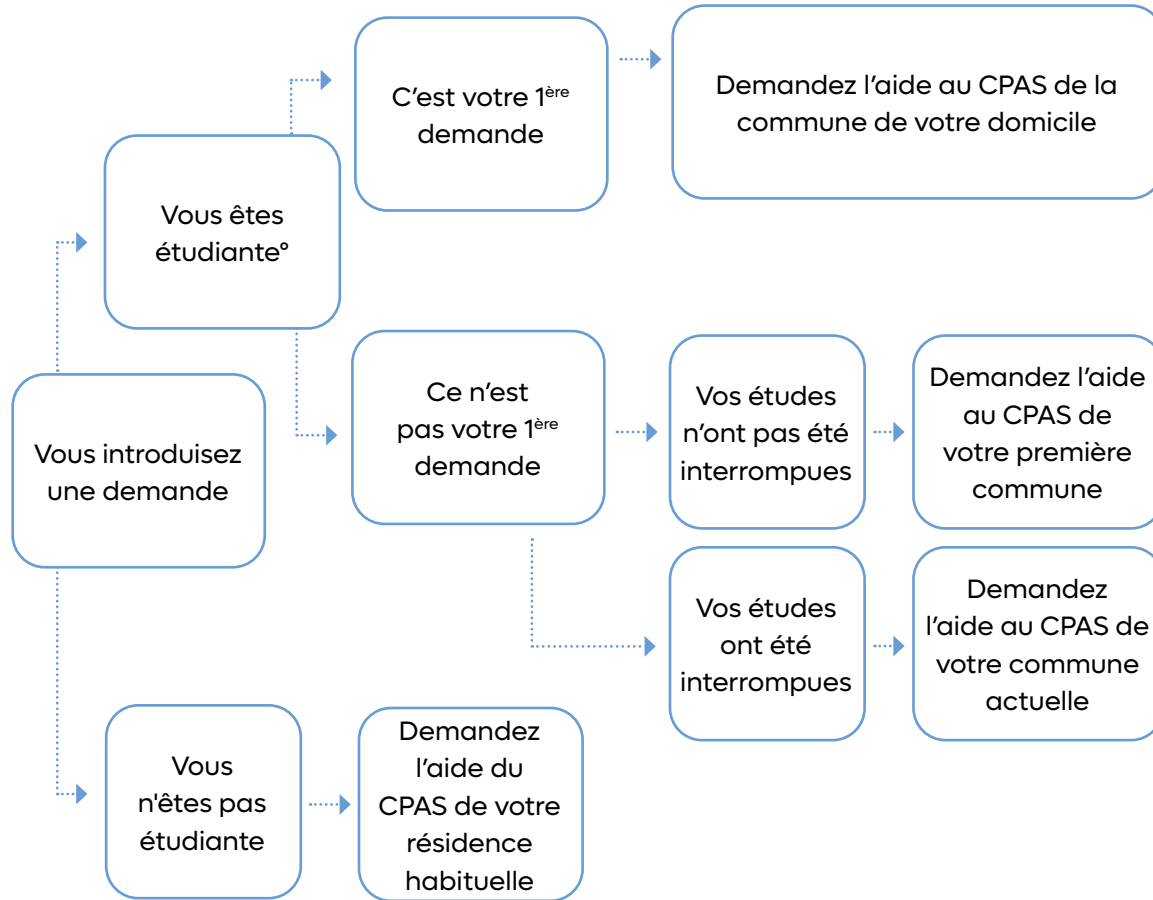 C'est votre 1ère
demande
Demandez l'aide au CPAS de la
commune de votre domicile
Vous êtes
étudiante°
Vous introduisez
une demande
Ce n'est
pas votre 1ère
demande
Vos études
n'ont pas été
interrompues
Demandez l'aide
au CPAS de
votre première
commune
Vos études
ont été
interrompues
Demandez
l'aide au CPAS de
votre commune
actuelle
Vous
n'êtes pas
étudiante
Demandez
l'aide du
CPAS de votre
résidence
habituelle